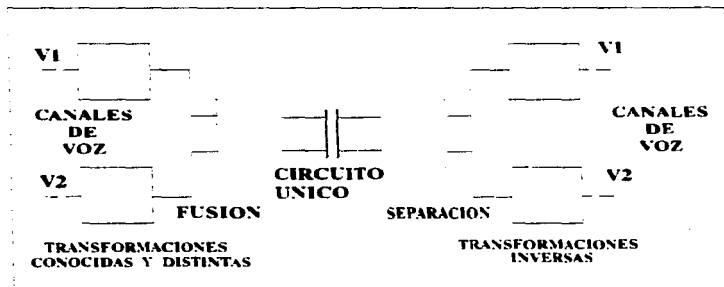 V1
CANALES
DE
VOZ
V2
FUSION
TRANSFORMACIONES
CONOCIDAS Y DISTINTAS
CIRCUITO
UNICO
SEPARACION
V1
CANALES
DE
VOZ
V2
TRANSFORMACIONES
INVERSAS